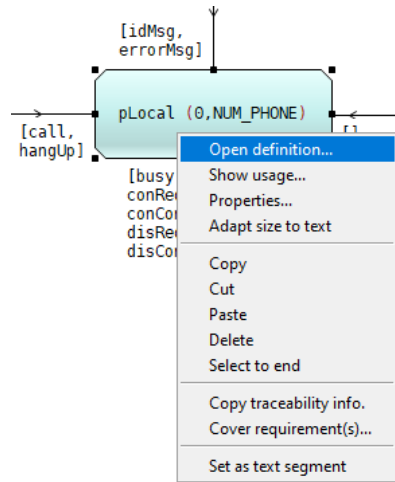 [idMsg,
errorMsg]
pLocal (0,NUM_PHONE)
[call,
hangUp]
[]
[busy
conRe
conCo
disRe
disCo
Open definition...
Show usage...
Properties...
Adapt size to text
Copy
Cut
Paste
Delete
Select to end
Copy traceability info.
Cover requirement(s)...
Set as text segment